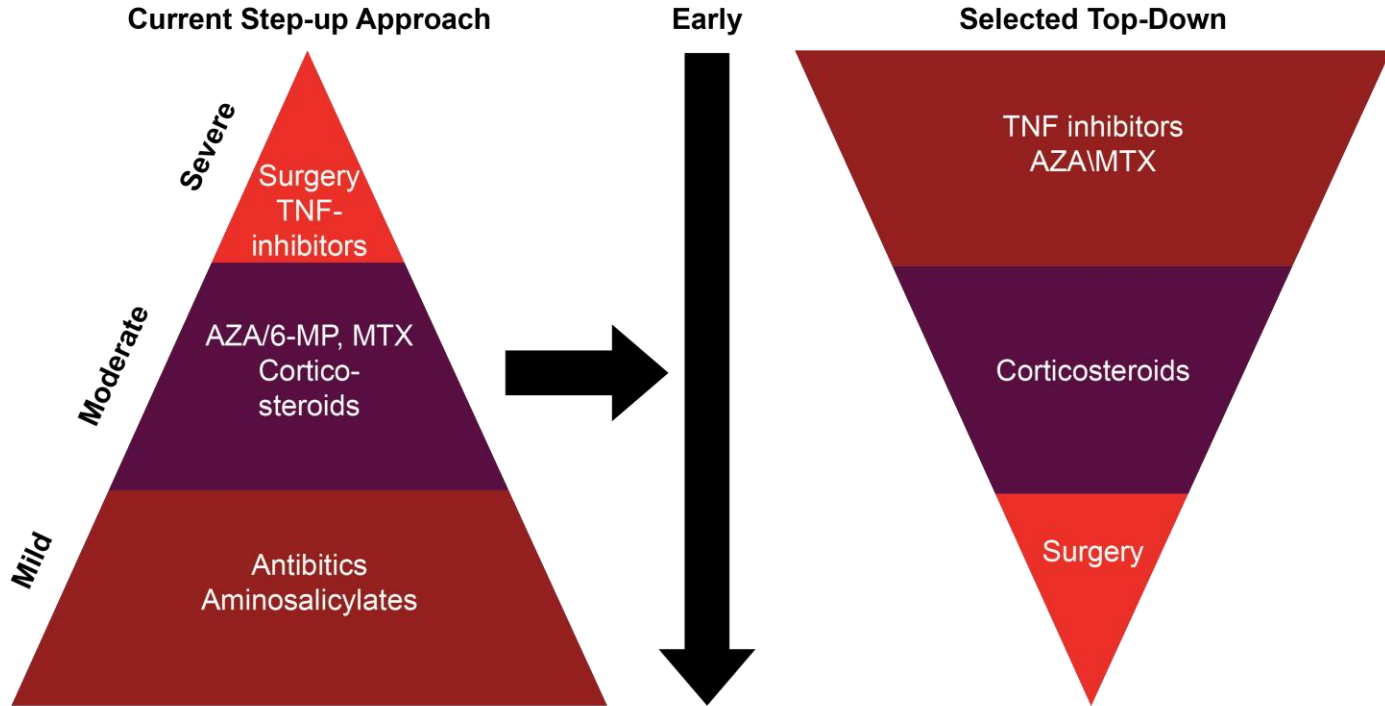 Current Step-up Approach
Early
Selected Top-Down
Severe
Surgery
TNF-
inhibitors
Moderate
AZA/6-MP, MTX
Cortico-
steroids
Mild
Antibitics
Aminosalicylates
TNF inhibitors
AZA\MTX
Corticosteroids
Surgery